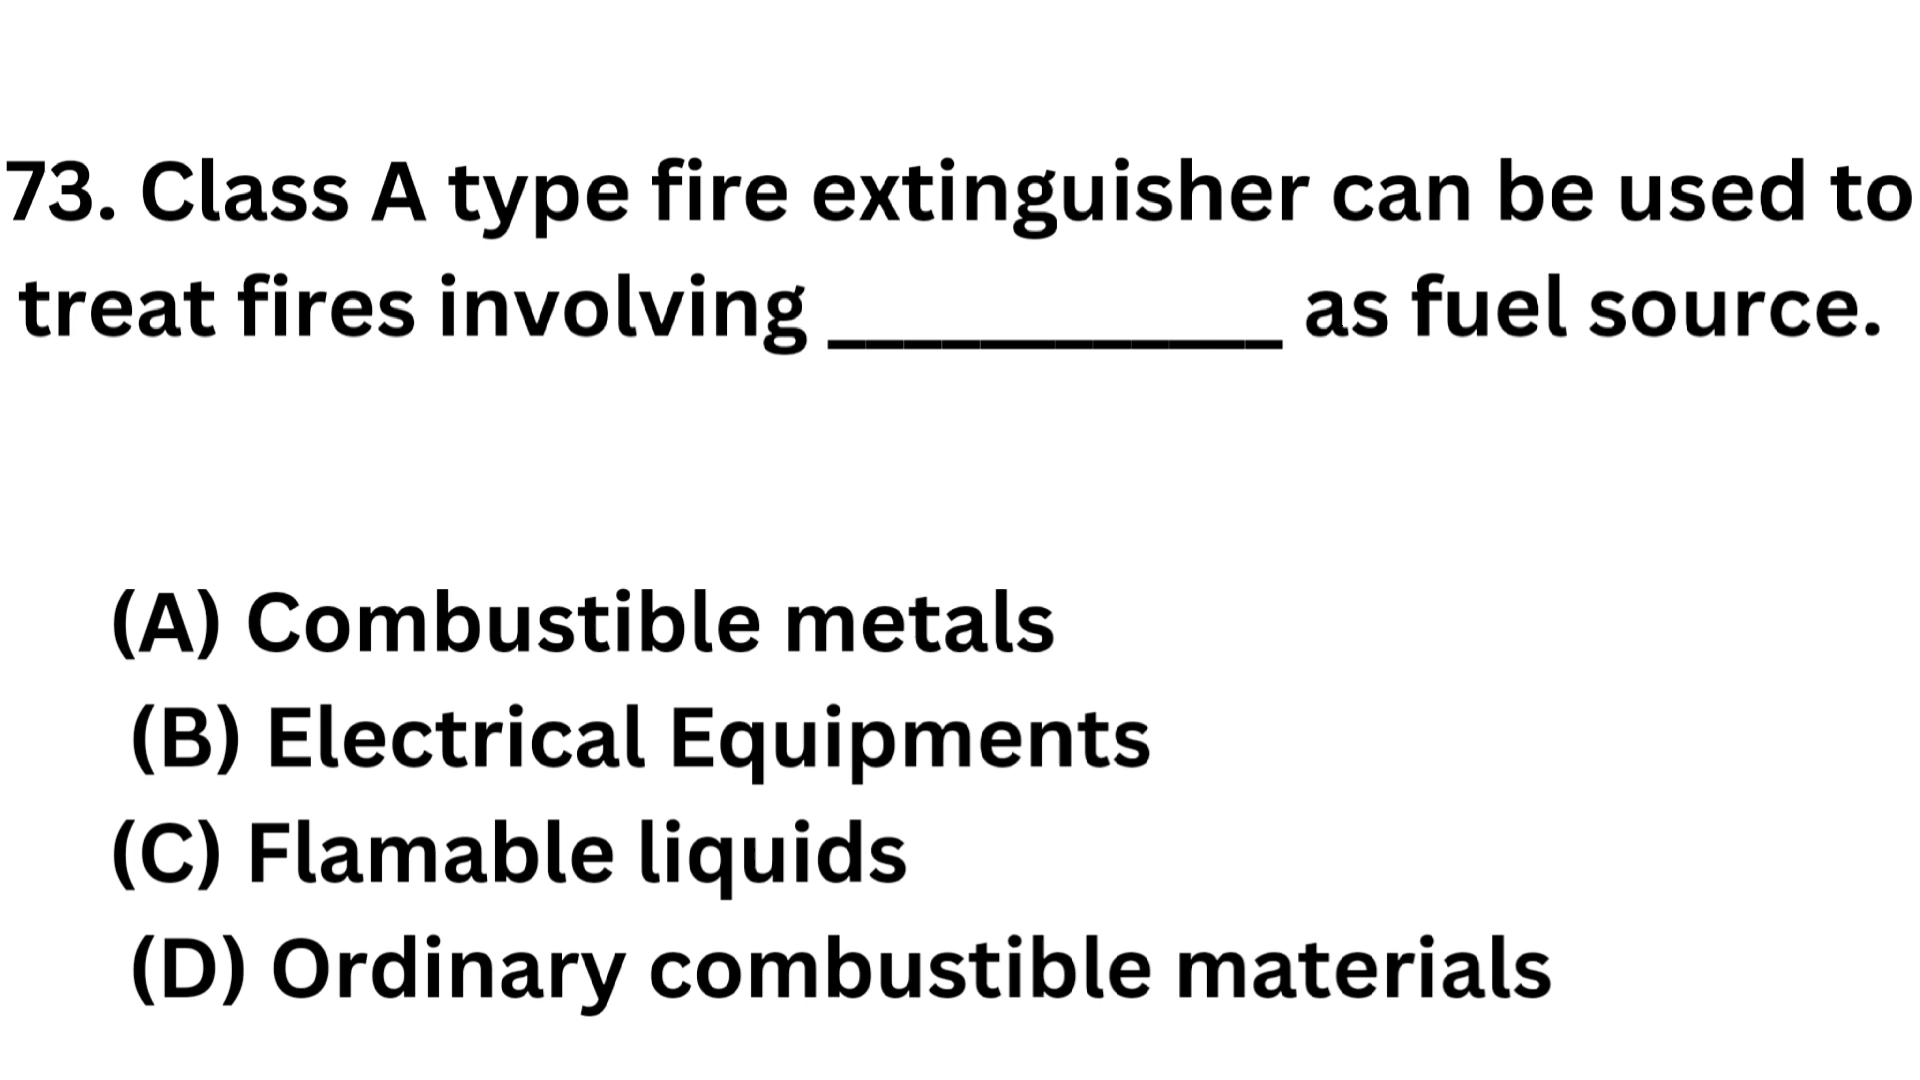 73. Class A type fire extinguisher can be used to
treat fires involving ____________ as fuel source.
(A) Combustible metals
(B) Electrical Equipments
(C) Flamable liquids
(D) Ordinary combustible materials